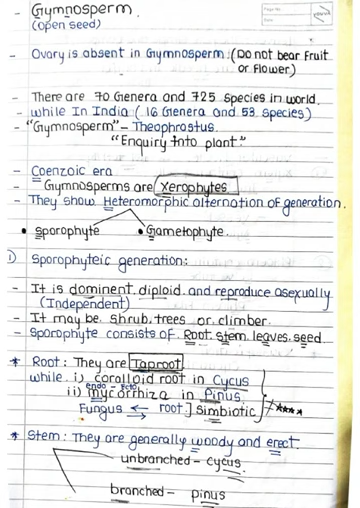 - Gymnosperm
(open seed)
- Ovary is absent in Gymnosperm: (Do not bear Fruit
or Flower.)
- There are 70 Genera and 725 species in world.
- while In India ( 16 Genera and 53 species)
- "Gymnosperm" - Theophrastus.
"Enquiry Into plant."
- Coenzoic era
- Gymnosperms are Xerophytes
- They show Heteromorphic alternation of generation.
• sporophyte • Gametophyte.
① Sporophyteic generation:
- It is dominent, diploid, and reproduce asexually
(Independent)
- It may be shrub, trees or climber.
- Sporophyte consists of Root, stem, leaves, seed.
* Root: They are Taproot
while i) coralloid root in Cycus
endo - Ecto
ii) mycrrhiza in Pinus,
Fungus ⟷ root ] Simbiotic ] ****
* Stem: They are generally woody and erect.
unbranched - cycus.
branched - pinus